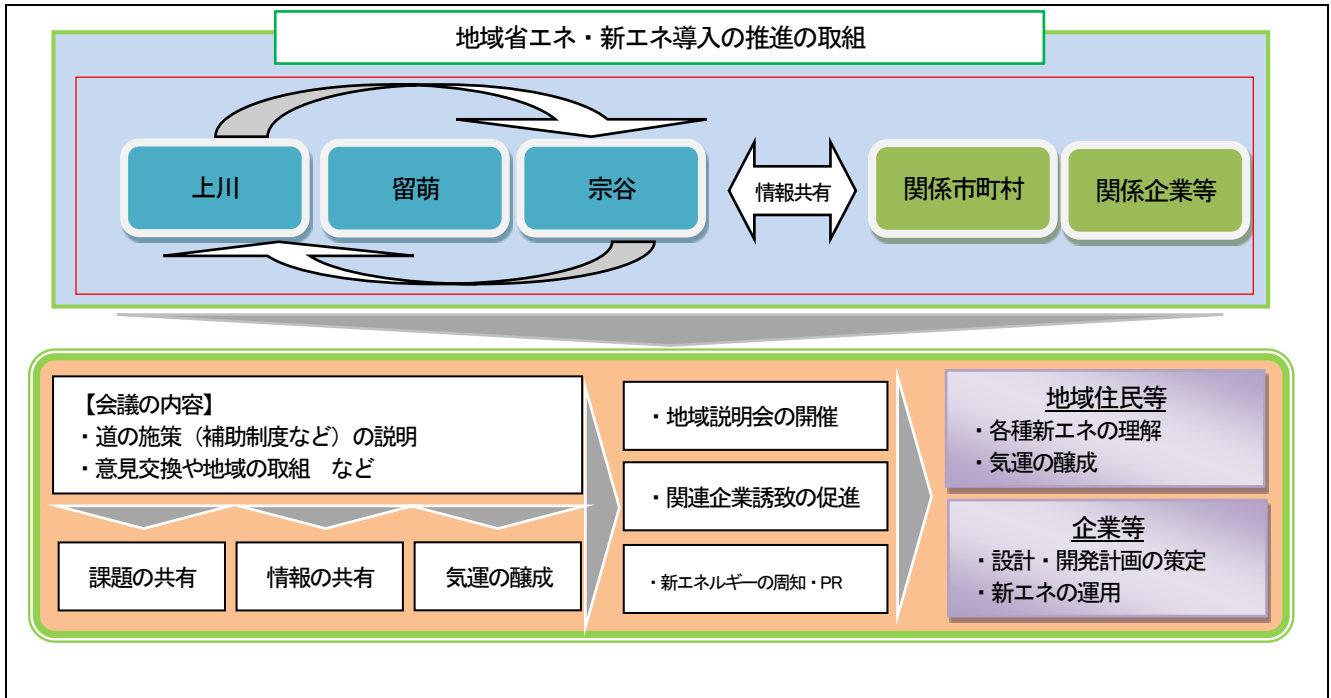 地域省エネ・新エネ導入の推進の取組
上川
留萌
宗谷
情報共有
関係市町村
関係企業等
【会議の内容】
・道の施策（補助制度など）の説明
・意見交換や地域の取組　など
課題の共有
情報の共有
気運の醸成
・地域説明会の開催
・関連企業誘致の促進
・新エネルギーの周知・PR
地域住民等
・各種新エネの理解
・気運の醸成
企業等
・設計・開発計画の策定
・新エネの運用